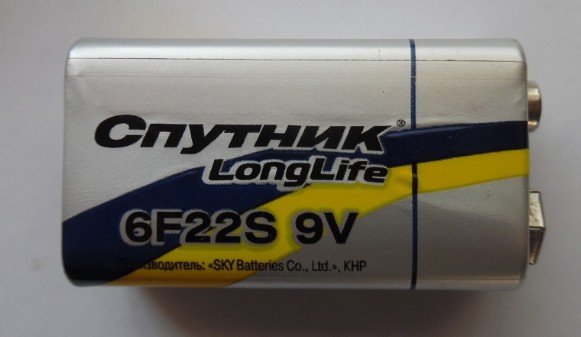 Спутник®
LongLife
6F22S 9V
Производитель: «SKY Batteries Co., Ltd.», КНР